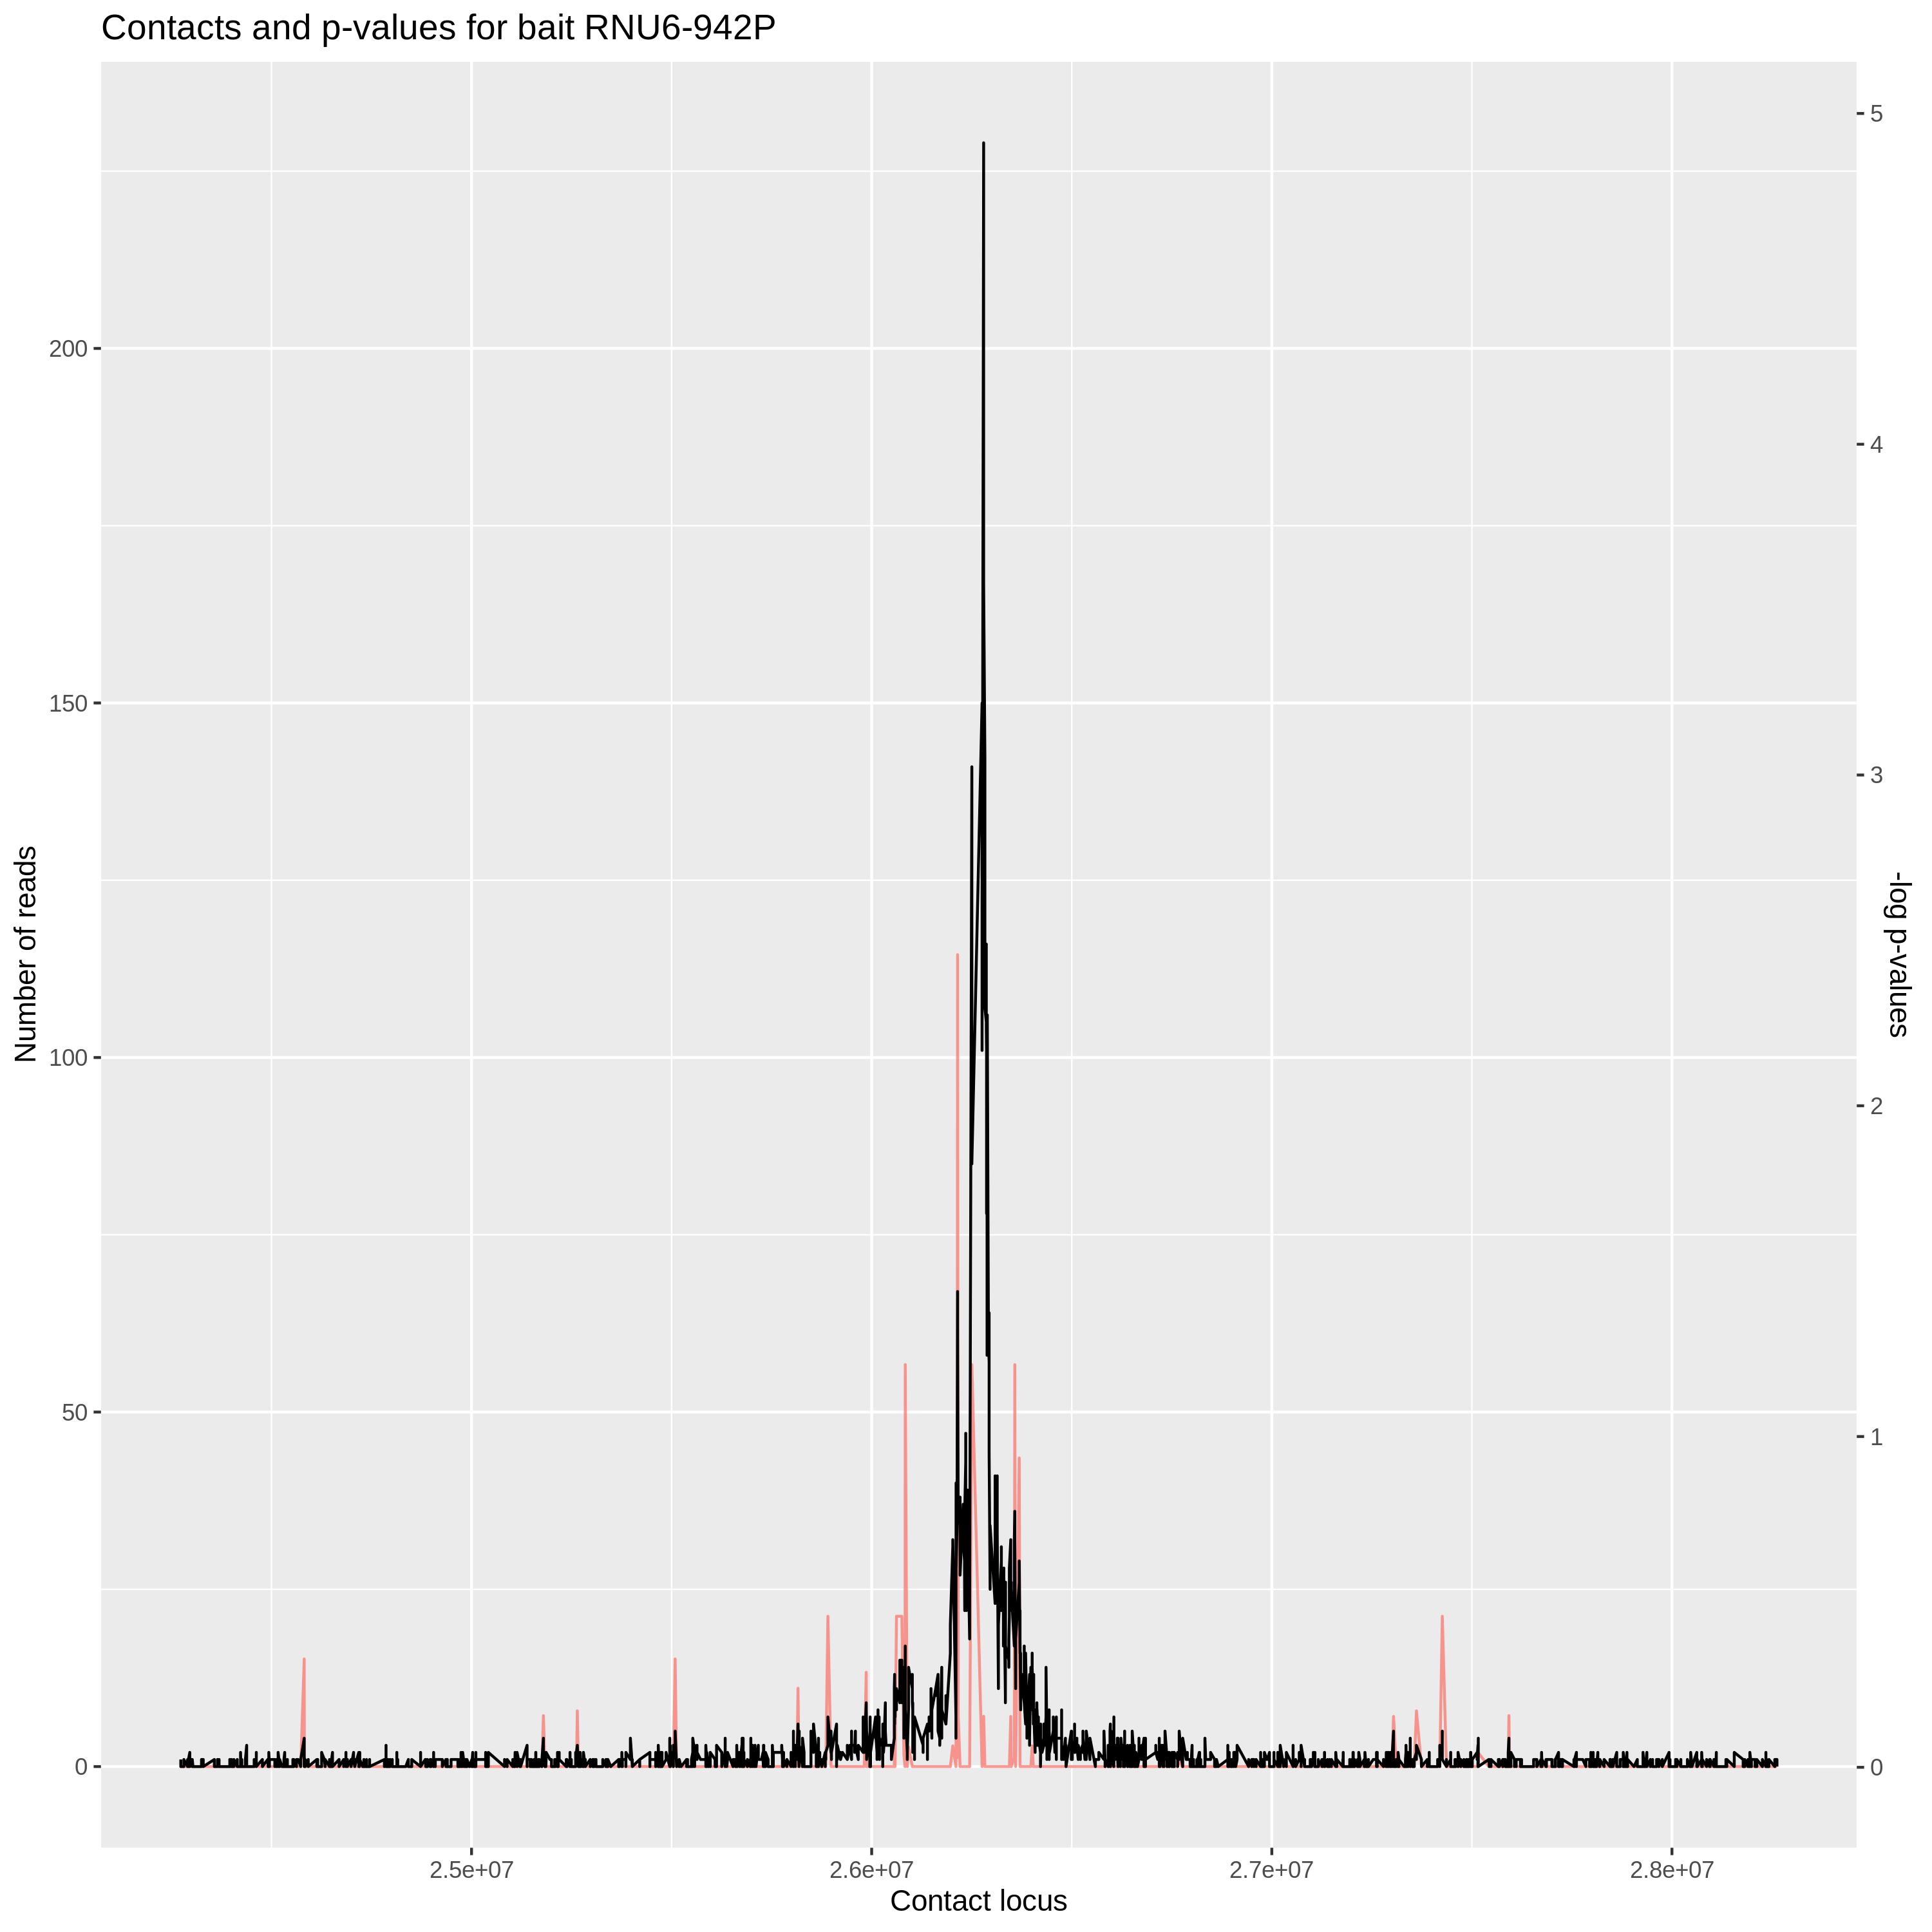 Contacts and p-values for bait RNU6-942P
Number of reads
200
150
100
50
0
5
4
3
2
1
0
-log p-values
2.5e+07
2.6e+07
2.7e+07
2.8e+07
Contact locus